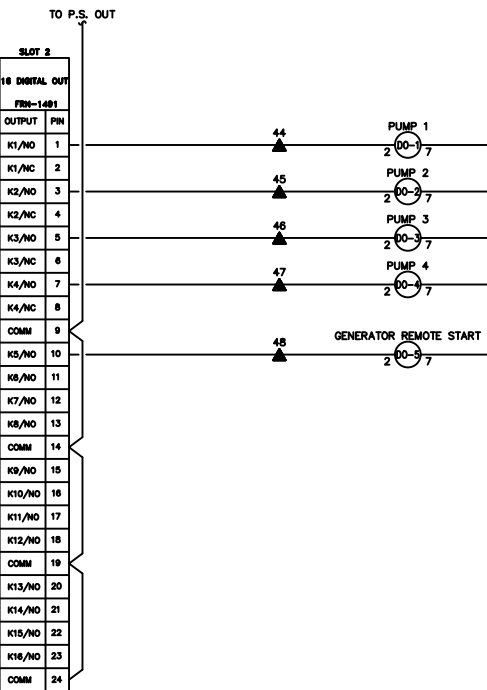 TO P.S. OUT
SLOT 2
16 DIGITAL OUT
FRN-1491
OUTPUT PIN
K1/NO 1
44
PUMP 1
2 DO-1 7
K1/NC 2
K2/NO 3
45
PUMP 2
2 DO-2 7
K2/NC 4
K3/NO 5
46
PUMP 3
2 DO-3 7
K3/NC 6
K4/NO 7
47
PUMP 4
2 DO-4 7
K4/NC 8
COMM 9
K5/NO 10
48
GENERATOR REMOTE START
2 DO-5 7
K6/NO 11
K7/NO 12
K8/NO 13
COMM 14
K9/NO 15
K10/NO 16
K11/NO 17
K12/NO 18
COMM 19
K13/NO 20
K14/NO 21
K15/NO 22
K16/NO 23
COMM 24